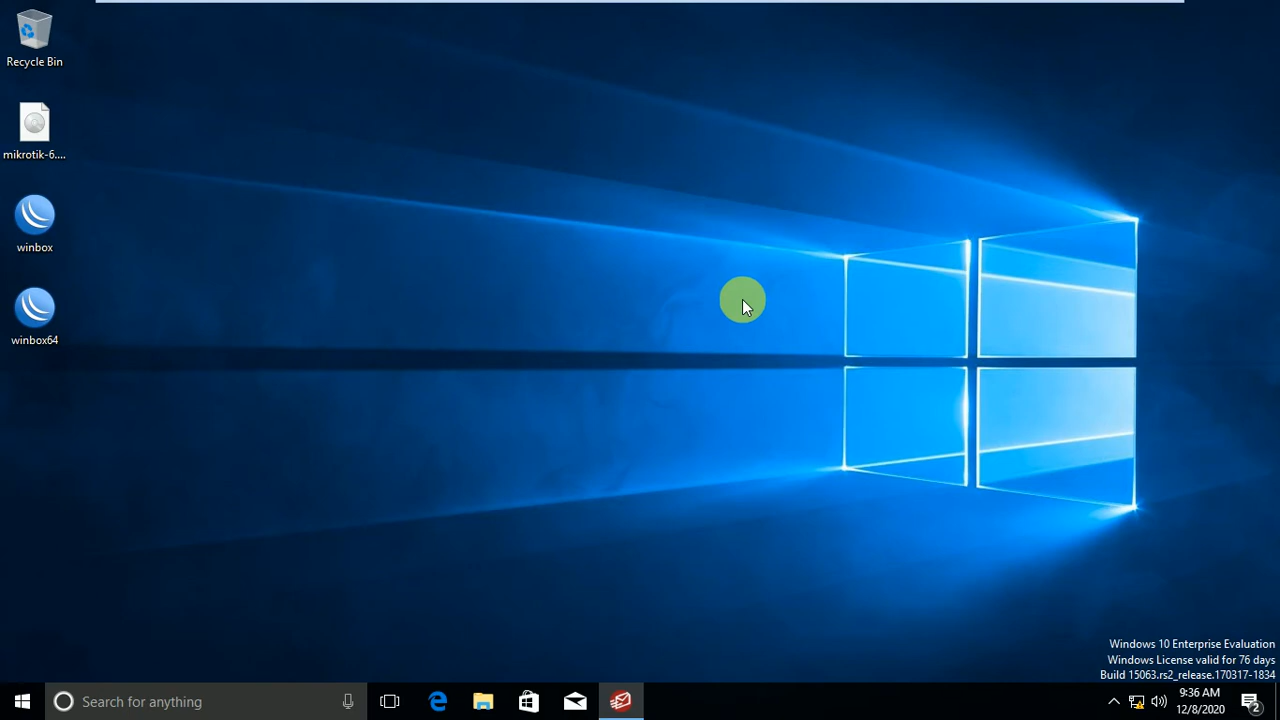 Recycle Bin
mikrotik-6....
winbox
winbox64
Windows 10 Enterprise Evaluation
Windows License valid for 76 days
Build 15063.rs2_release.170317-1834
Search for anything
9:36 AM
12/8/2020
2